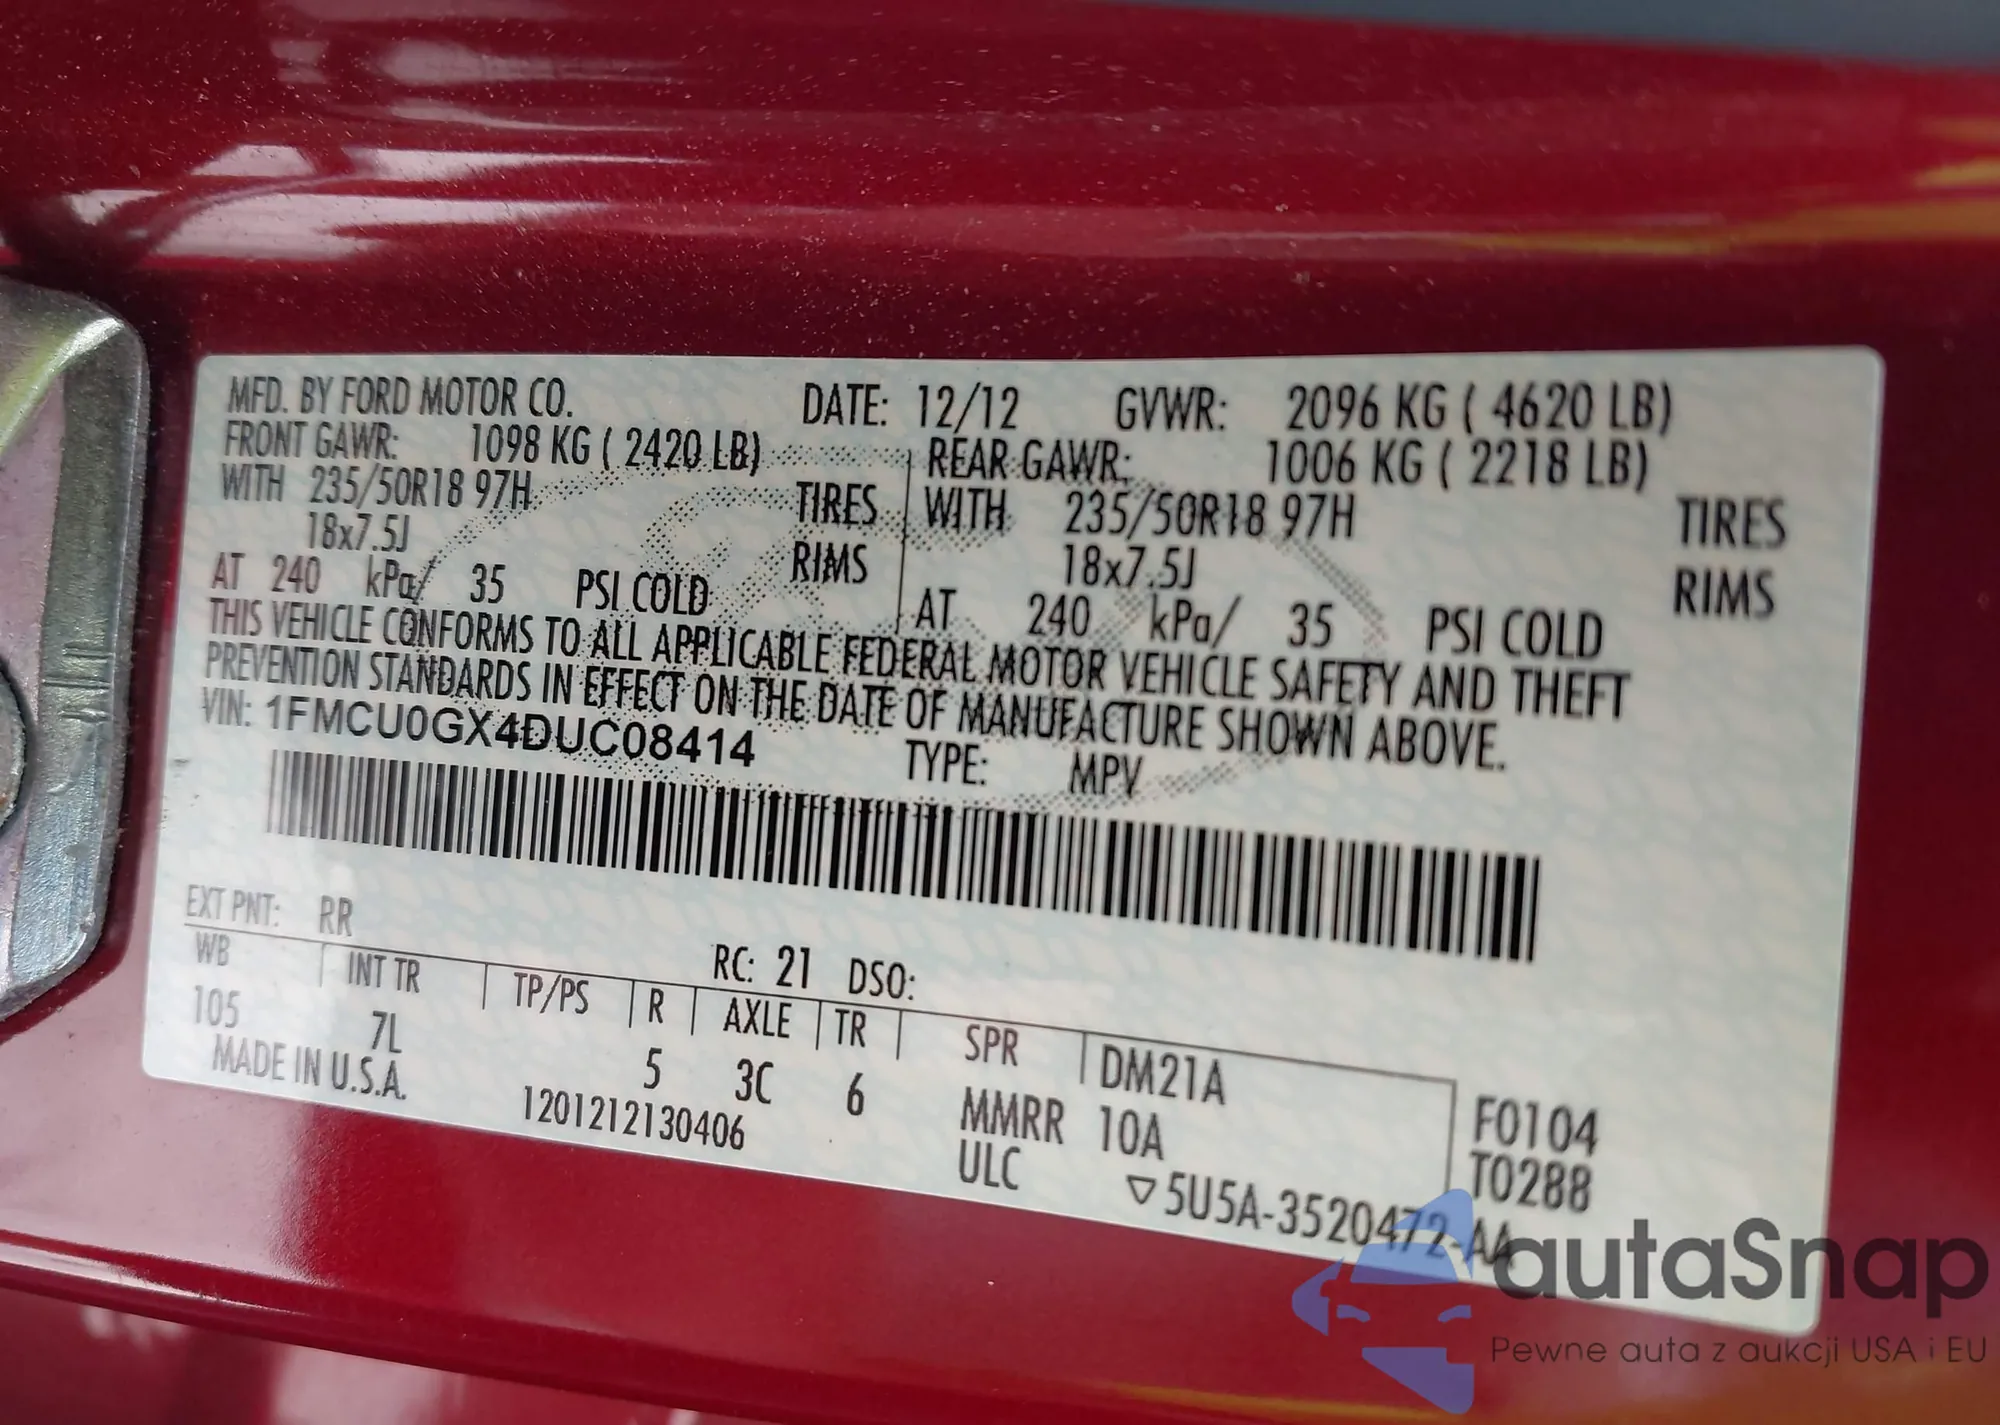 MFD. BY FORD MOTOR CO. DATE: 12/12 GVWR: 2096 KG ( 4620 LB)
FRONT GAWR: 1098 KG ( 2420 LB) REAR GAWR: 1006 KG ( 2218 LB)
WITH 235/50R18 97H TIRES WITH 235/50R18 97H TIRES
18x7.5J RIMS 18x7.5J RIMS
AT 240 kPa/ 35 PSI COLD AT 240 kPa/ 35 PSI COLD
THIS VEHICLE CONFORMS TO ALL APPLICABLE FEDERAL MOTOR VEHICLE SAFETY AND THEFT
PREVENTION STANDARDS IN EFFECT ON THE DATE OF MANUFACTURE SHOWN ABOVE.
VIN: 1FMCU0GX4DUC08414 TYPE: MPV
EXT PNT: RR RC: 21 DSO:
WB INT TR TP/PS R AXLE TR SPR DM21A F0104
105 7L 5 3C 6 MMRR 10A T0288
MADE IN U.S.A. 1201212130406 ULC ▽5U5A-3520472-AA
autaSnap
Pewne auta z aukcji USA i EU